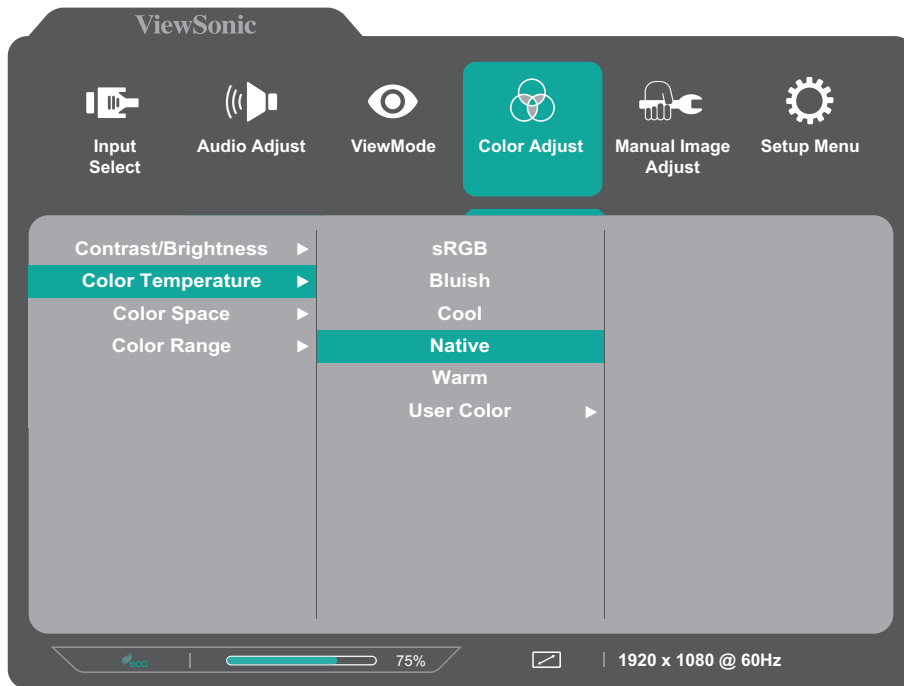 ViewSonic
Input
Select
Audio Adjust
ViewMode
Color Adjust
Manual Image
Adjust
Setup Menu
Contrast/Brightness
Color Temperature
Color Space
Color Range
sRGB
Bluish
Cool
Native
Warm
User Color
eco
75%
1920 x 1080 @ 60Hz